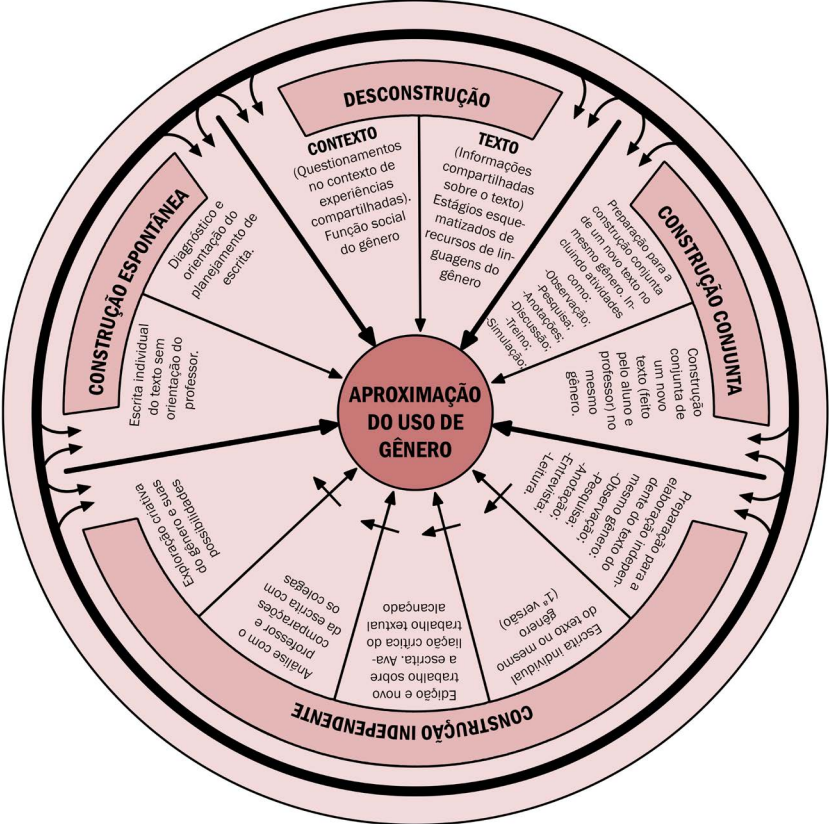 DESCONSTRUÇÃO
CONTEXTO
(Questionamentos
no contexto de
experiências
compartilhadas).
Função social
do gênero
TEXTO
(Informações
compartilhadas
sobre o texto)
Estágios esque-
matizados de
recursos de lin-
guagens do
gênero
CONSTRUÇÃO CONJUNTA
Preparação para a
construção conjunta
de um novo texto no
mesmo gênero. In-
cluindo atividades
como:
-Observação;
-Pesquisa:
-Anotações;
-Discussão;
-Treino;
-Simulação;
Construção
conjunta de
um novo
texto (feito
pelo aluno e
professor) no
mesmo
gênero.
CONSTRUÇÃO INDEPENDENTE
Preparação para a
elaboração indepen-
dente do texto do
mesmo gênero:
-Observação;
-Pesquisa;
-Anotação;
-Entrevista;
-Leitura.
Escrita individual
do texto no mesmo
gênero
(1ª versão)
Edição e novo
trabalho sobre
a escrita. Ava-
liação crítica do
trabalho textual
alcançado
Análise com o
professor e
comparações
da escrita com
os colegas
Exploração criativa
do gênero e suas
possibilidades
CONSTRUÇÃO ESPONTÂNEA
Escrita individual
do texto sem
orientação do
professor.
Diagnóstico e
orientação do
planejamento de
escrita.
APROXIMAÇÃO
DO USO DE
GÊNERO